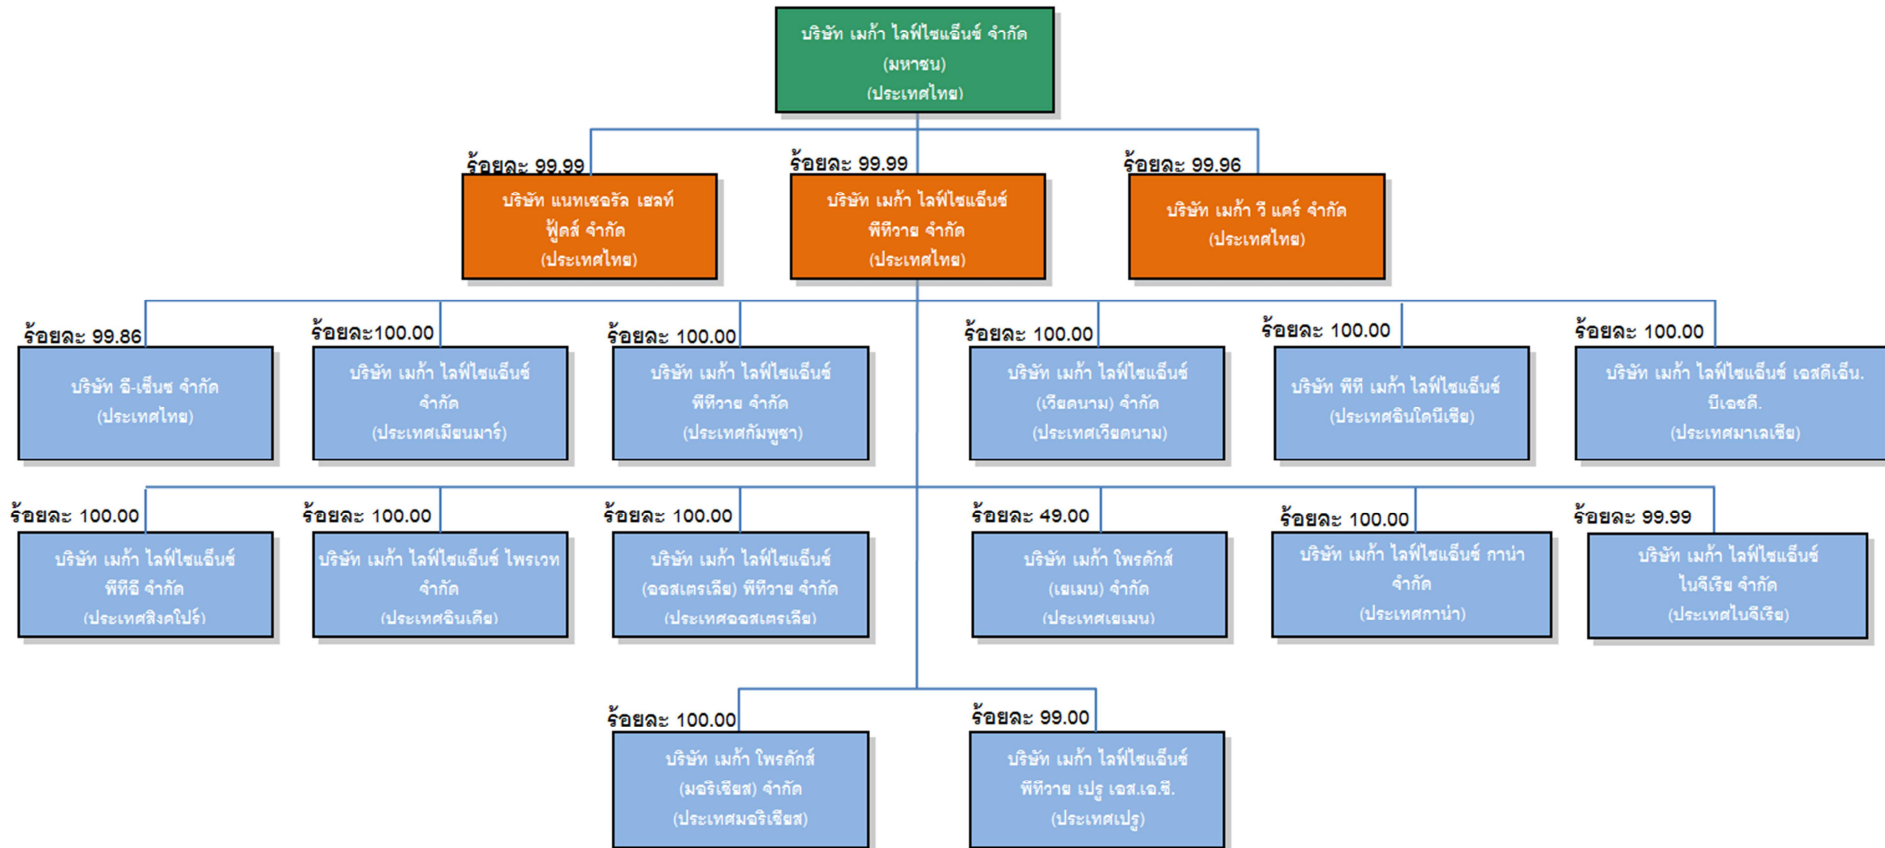 บริษัท เมก้า ไลฟ์ไซแอ็นซ์ จำกัด
(มหาชน)
(ประเทศไทย)
ร้อยละ 99.99
ร้อยละ 99.99
ร้อยละ 99.96
บริษัท แนทเชอรัล เฮลท์
ฟู้ดส์ จำกัด
(ประเทศไทย)
บริษัท เมก้า ไลฟ์ไซแอ็นซ์
พีทีวาย จำกัด
(ประเทศไทย)
บริษัท เมก้า วี แคร์ จำกัด
(ประเทศไทย)
ร้อยละ 99.86
ร้อยละ100.00
ร้อยละ 100.00
ร้อยละ 100.00
ร้อยละ 100.00
ร้อยละ 100.00
บริษัท อี-เซ็นซ จำกัด
(ประเทศไทย)
บริษัท เมก้า ไลฟ์ไซแอ็นซ์
จำกัด
(ประเทศเมียนมาร์)
บริษัท เมก้า ไลฟ์ไซแอ็นซ์
พีทีวาย จำกัด
(ประเทศกัมพูชา)
บริษัท เมก้า ไลฟ์ไซแอ็นซ์
(เวียดนาม) จำกัด
(ประเทศเวียดนาม)
บริษัท พีที เมก้า ไลฟ์ไซแอ็นซ์
(ประเทศอินโดนีเซีย)
บริษัท เมก้า ไลฟ์ไซแอ็นซ์ เอสดีเอ็น.
บีเอชดี.
(ประเทศมาเลเซีย)
ร้อยละ 100.00
ร้อยละ 100.00
ร้อยละ 100.00
ร้อยละ 49.00
ร้อยละ 100.00
ร้อยละ 99.99
บริษัท เมก้า ไลฟ์ไซแอ็นซ์
พีทีอี จำกัด
(ประเทศสิงคโปร์)
บริษัท เมก้า ไลฟ์ไซแอ็นซ์ ไพรเวท
จำกัด
(ประเทศอินเดีย)
บริษัท เมก้า ไลฟ์ไซแอ็นซ์
(ออสเตรเลีย) พีทีวาย จำกัด
(ประเทศออสเตรเลีย)
บริษัท เมก้า โพรดักส์
(เยเมน) จำกัด
(ประเทศเยเมน)
บริษัท เมก้า ไลฟ์ไซแอ็นซ์ กาน่า
จำกัด
(ประเทศกาน่า)
บริษัท เมก้า ไลฟ์ไซแอ็นซ์
ไนจีเรีย จำกัด
(ประเทศไนจีเรีย)
ร้อยละ 100.00
ร้อยละ 99.00
บริษัท เมก้า โพรดักส์
(มอริเชียส) จำกัด
(ประเทศมอริเชียส)
บริษัท เมก้า ไลฟ์ไซแอ็นซ์
พีทีวาย เปรู เอส.เอ.ซี.
(ประเทศเปรู)